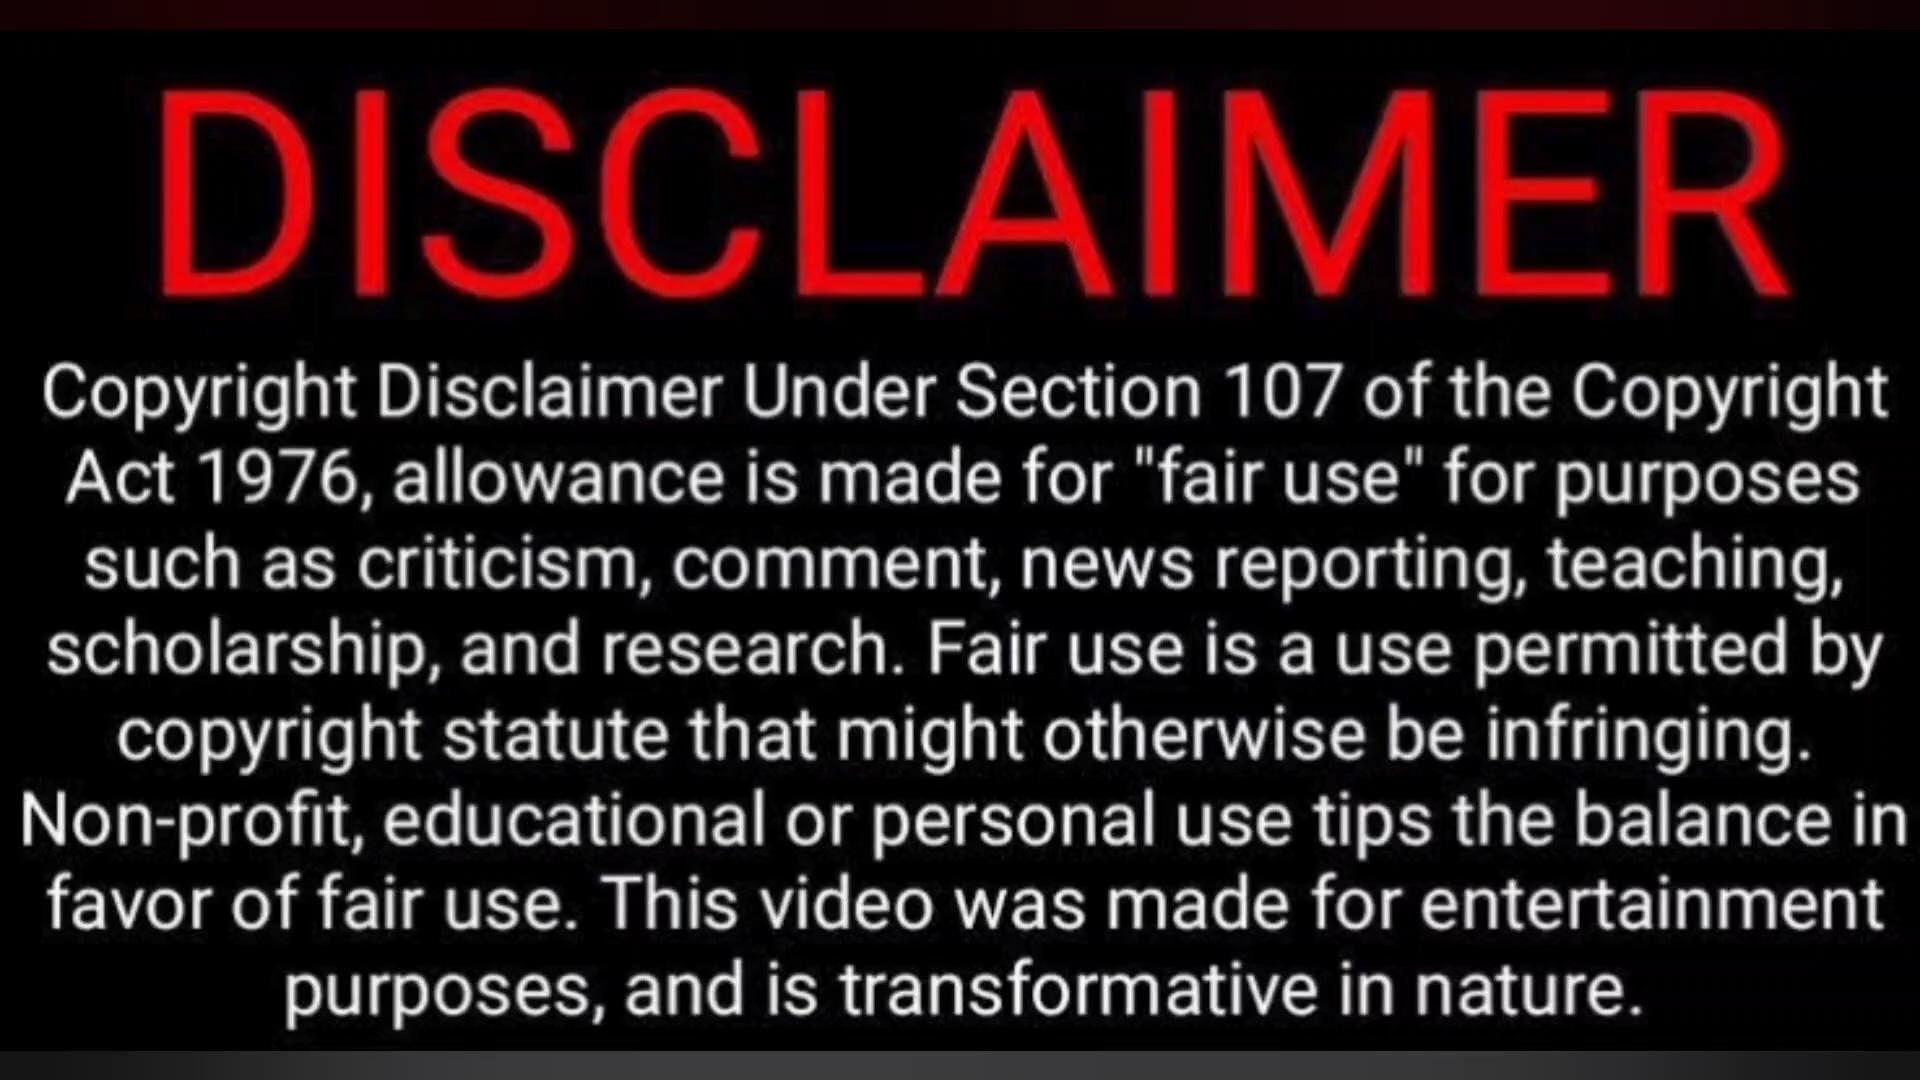 DISCLAIMER
Copyright Disclaimer Under Section 107 of the Copyright
Act 1976, allowance is made for "fair use" for purposes
such as criticism, comment, news reporting, teaching,
scholarship, and research. Fair use is a use permitted by
copyright statute that might otherwise be infringing.
Non-profit, educational or personal use tips the balance in
favor of fair use. This video was made for entertainment
purposes, and is transformative in nature.